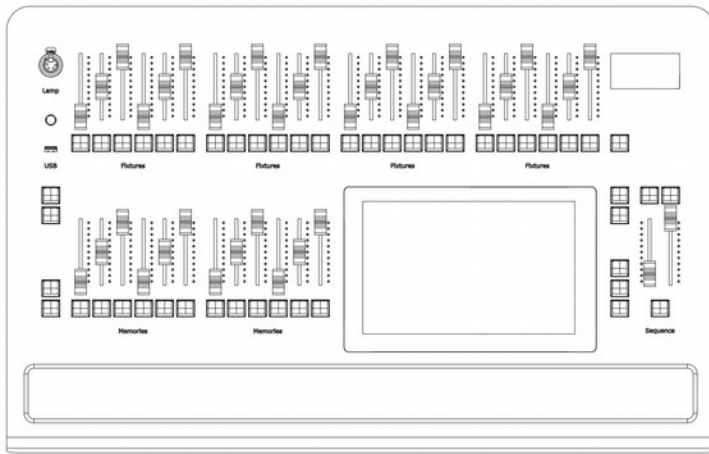 Lamp
USB
Fixtures
Fixtures
Fixtures
Fixtures
Memories
Memories
Sequence